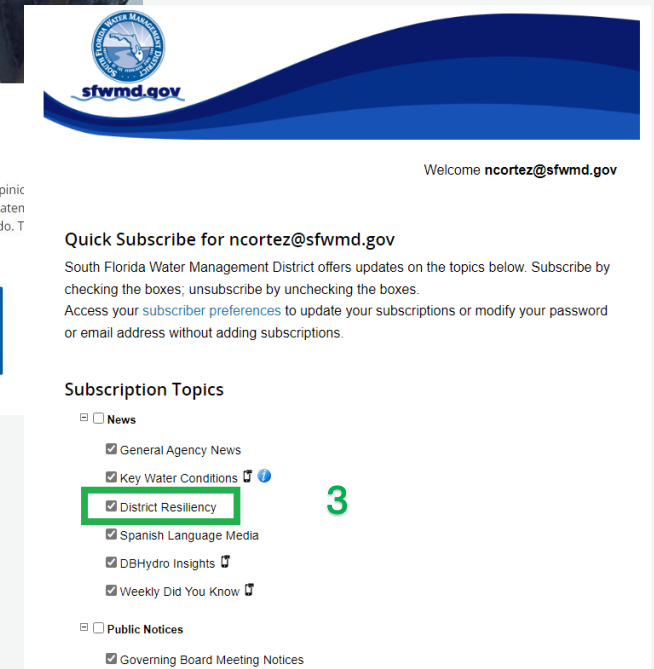 SOUTH FLORIDA WATER MANAGEMENT DISTRICT
sfwmd.gov
Welcome ncortez@sfwmd.gov
Quick Subscribe for ncortez@sfwmd.gov
South Florida Water Management District offers updates on the topics below. Subscribe by
checking the boxes; unsubscribe by unchecking the boxes.
Access your subscriber preferences to update your subscriptions or modify your password
or email address without adding subscriptions.
Subscription Topics
News
General Agency News
Key Water Conditions
District Resiliency
3
Spanish Language Media
DBHydro Insights
Weekly Did You Know
Public Notices
Governing Board Meeting Notices